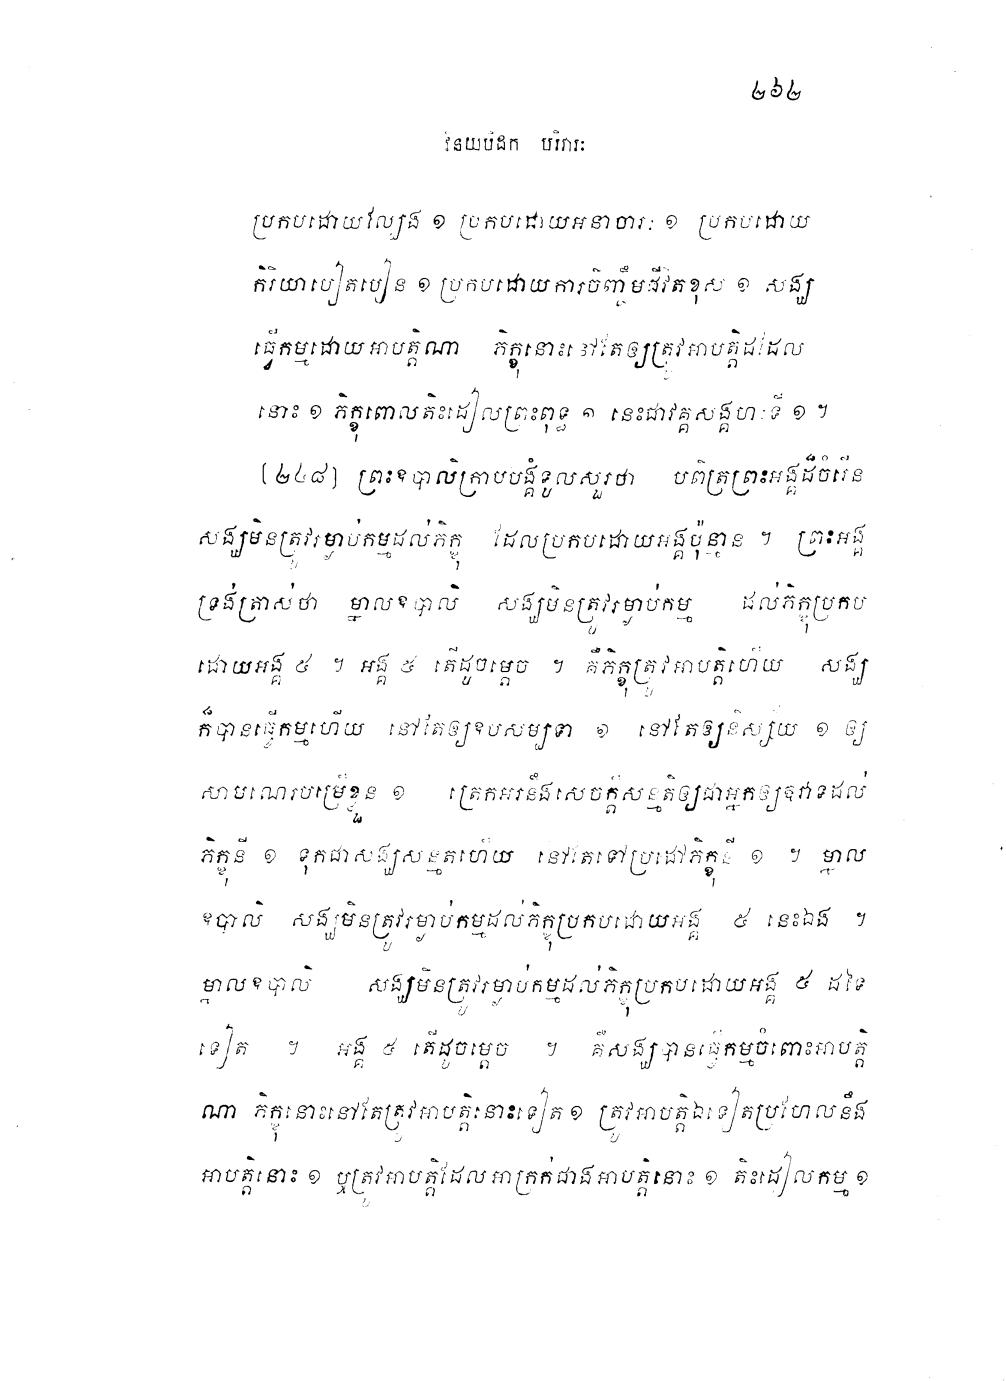 ២៦២
វិនយបិដក បរិវារៈ
ប្រកបដោយល្បែង ១ ប្រកបដោយអនាចារៈ ១ ប្រកបដោយ
កិរិយាបៀតបៀន ១ ប្រកបដោយការចិញ្ចឹមជីវិតខុស ១ សង្ឃ
ធ្វើកម្មដោយអាបត្តិណា ភិក្ខុនោះនៅតែឲ្យត្រូវអាបត្តិដដែល
នោះ ១ ភិក្ខុពោលតិះដៀលព្រះពុទ្ធ ១ នេះជាវគ្គសង្គហៈទី ១ ។
(២៤៨) ព្រះឧបាលិក្រាបបង្គំទូលសួរថា បពិត្រព្រះអង្គដ៏ចំរើន
សង្ឃមិនត្រូវរម្ងាប់កម្មដល់ភិក្ខុ ដែលប្រកបដោយអង្គប៉ុន្មាន ។ ព្រះអង្គ
ទ្រង់ត្រាស់ថា ម្នាលឧបាលិ សង្ឃមិនត្រូវរម្ងាប់កម្ម ដល់ភិក្ខុប្រកប
ដោយអង្គ ៥ ។ អង្គ ៥ តើដូចម្តេច ។ គឺភិក្ខុត្រូវអាបត្តិហើយ សង្ឃ
ក៏បានធ្វើកម្មហើយ នៅតែឲ្យឧបសម្បទា ១ នៅតែឲ្យនិស្ស័យ ១ ឲ្យ
សាមណេរបម្រើខ្លួន ១ ត្រេកអរនឹងសេចក្តីសន្មតិឲ្យជាអ្នកឲ្យឱវាទដល់
ភិក្ខុនី ១ ទុកជាសង្ឃសន្មតហើយ នៅតែទៅប្រដៅភិក្ខុនី ១ ។ ម្នាល
ឧបាលិ សង្ឃមិនត្រូវរម្ងាប់កម្មដល់ភិក្ខុប្រកបដោយអង្គ ៥ នេះឯង ។
ម្នាលឧបាលិ សង្ឃមិនត្រូវរម្ងាប់កម្មដល់ភិក្ខុប្រកបដោយអង្គ ៥ ដទៃ
ទៀត ។ អង្គ ៥ តើដូចម្តេច ។ គឺសង្ឃបានធ្វើកម្មចំពោះអាបត្តិ
ណា ភិក្ខុនោះនៅតែត្រូវអាបត្តិនោះទៀត ១ ត្រូវអាបត្តិឯទៀតប្រហែលនឹង
អាបត្តិនោះ ១ ឬត្រូវអាបត្តិដែលអាក្រក់ជាងអាបត្តិនោះ ១ តិះដៀលកម្ម ១